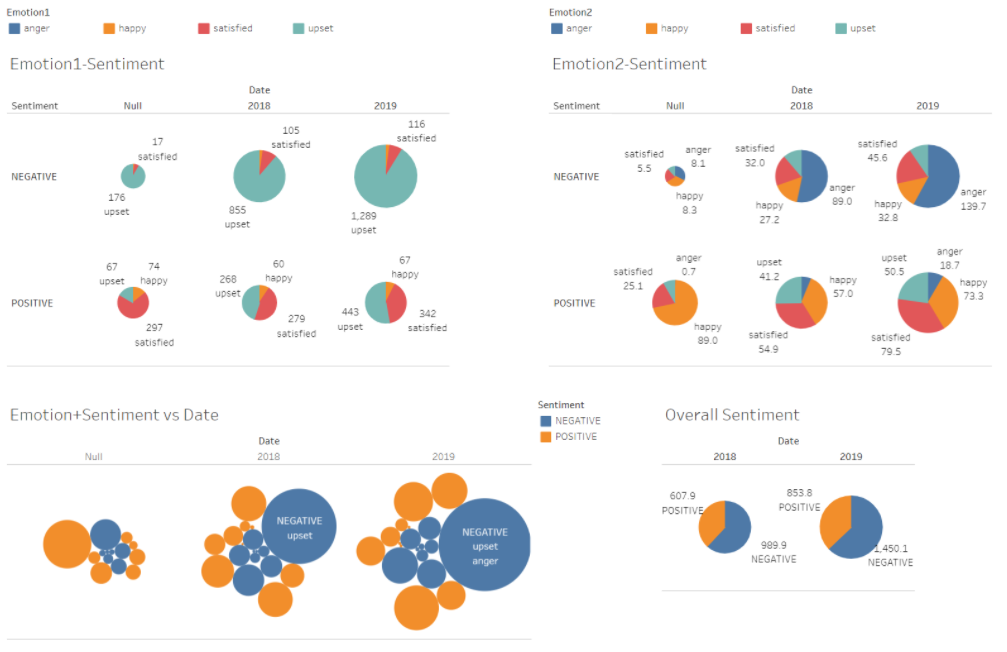 Emotion1
anger happy satisfied upset
Emotion1-Sentiment
Date
Sentiment Null 2018 2019
NEGATIVE
17
satisfied
176
upset
105
satisfied
855
upset
116
satisfied
1,289
upset
POSITIVE
67
upset
74
happy
297
satisfied
268
upset
60
happy
279
satisfied
67
happy
443
upset
342
satisfied
Emotion2
anger happy satisfied upset
Emotion2-Sentiment
Date
Sentiment Null 2018 2019
NEGATIVE
satisfied
5.5
anger
8.1
happy
8.3
satisfied
32.0
anger
89.0
happy
27.2
satisfied
45.6
anger
139.7
happy
32.8
POSITIVE
satisfied
25.1
anger
0.7
happy
89.0
upset
41.2
happy
57.0
satisfied
54.9
upset
50.5
anger
18.7
happy
73.3
satisfied
79.5
Emotion+Sentiment vs Date
Date
Null 2018 2019
NEGATIVE
upset
NEGATIVE
upset
anger
Sentiment
NEGATIVE
POSITIVE
Overall Sentiment
Date
2018 2019
607.9
POSITIVE
989.9
NEGATIVE
853.8
POSITIVE
1,450.1
NEGATIVE